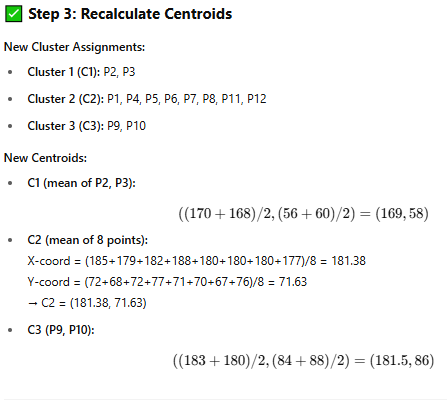 ✅ Step 3: Recalculate Centroids
New Cluster Assignments:
• Cluster 1 (C1): P2, P3
• Cluster 2 (C2): P1, P4, P5, P6, P7, P8, P11, P12
• Cluster 3 (C3): P9, P10
New Centroids:
• C1 (mean of P2, P3):
((170 + 168)/2, (56 + 60)/2) = (169, 58)
• C2 (mean of 8 points):
X-coord = (185+179+182+188+180+180+180+177)/8 = 181.38
Y-coord = (72+68+72+77+71+70+67+76)/8 = 71.63
→ C2 = (181.38, 71.63)
• C3 (P9, P10):
((183 + 180)/2, (84 + 88)/2) = (181.5, 86)